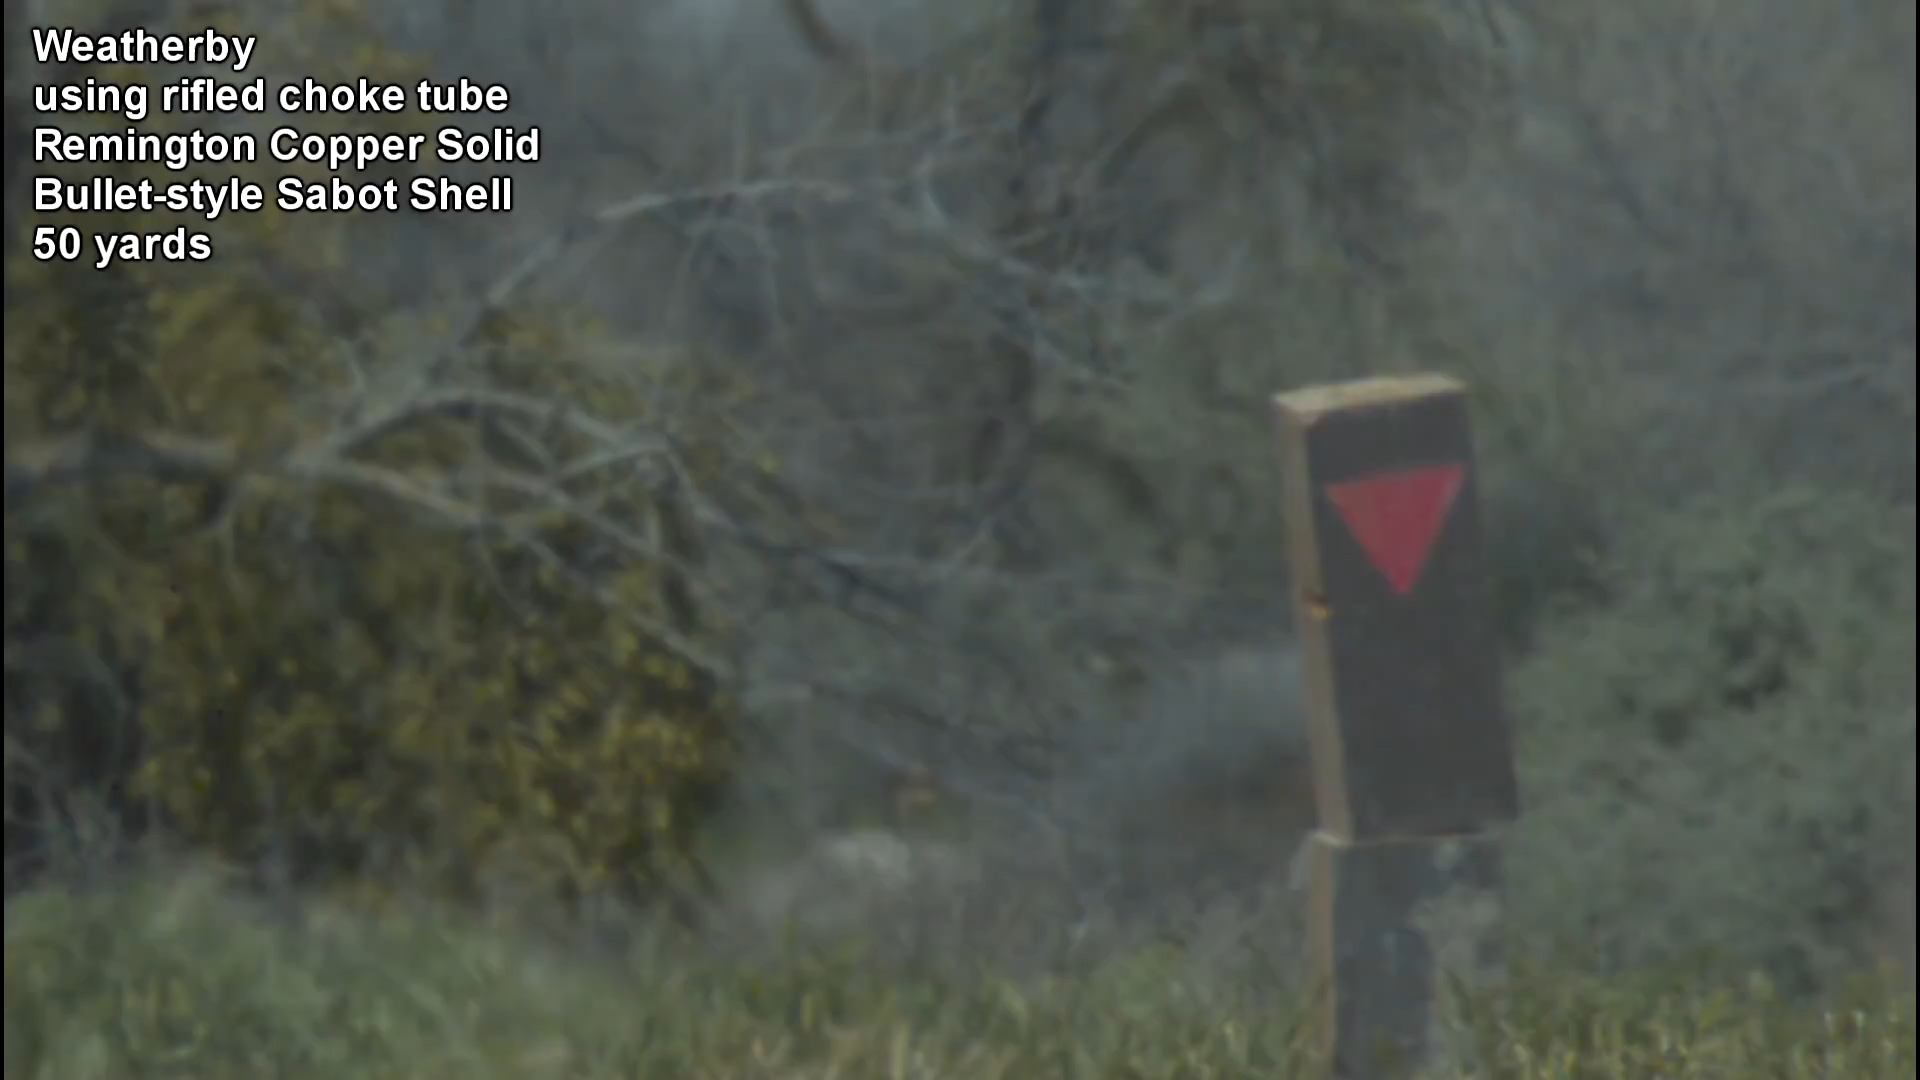 Weatherby
using rifled choke tube
Remington Copper Solid
Bullet-style Sabot Shell
50 yards